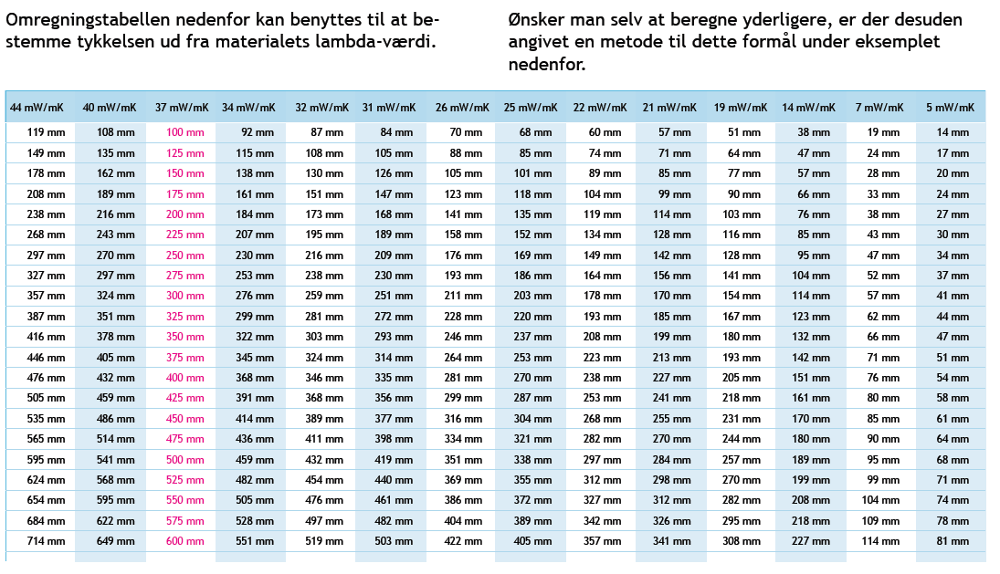 Omregningstabellen nedenfor kan benyttes til at be-
stemme tykkelsen ud fra materialets lambda-værdi.
Ønsker man selv at beregne yderligere, er der desuden
angivet en metode til dette formål under eksemplet
nedenfor.
44 mW/mK 40 mW/mK 37 mW/mK 34 mW/mK 32 mW/mK 31 mW/mK 26 mW/mK 25 mW/mK 22 mW/mK 21 mW/mK 19 mW/mK 14 mW/mK 7 mW/mK 5 mW/mK
119 mm 108 mm 100 mm 92 mm 87 mm 84 mm 70 mm 68 mm 60 mm 57 mm 51 mm 38 mm 19 mm 14 mm
149 mm 135 mm 125 mm 115 mm 108 mm 105 mm 88 mm 85 mm 74 mm 71 mm 64 mm 47 mm 24 mm 17 mm
178 mm 162 mm 150 mm 138 mm 130 mm 126 mm 105 mm 101 mm 89 mm 85 mm 77 mm 57 mm 28 mm 20 mm
208 mm 189 mm 175 mm 161 mm 151 mm 147 mm 123 mm 118 mm 104 mm 99 mm 90 mm 66 mm 33 mm 24 mm
238 mm 216 mm 200 mm 184 mm 173 mm 168 mm 141 mm 135 mm 119 mm 114 mm 103 mm 76 mm 38 mm 27 mm
268 mm 243 mm 225 mm 207 mm 195 mm 189 mm 158 mm 152 mm 134 mm 128 mm 116 mm 85 mm 43 mm 30 mm
297 mm 270 mm 250 mm 230 mm 216 mm 209 mm 176 mm 169 mm 149 mm 142 mm 128 mm 95 mm 47 mm 34 mm
327 mm 297 mm 275 mm 253 mm 238 mm 230 mm 193 mm 186 mm 164 mm 156 mm 141 mm 104 mm 52 mm 37 mm
357 mm 324 mm 300 mm 276 mm 259 mm 251 mm 211 mm 203 mm 178 mm 170 mm 154 mm 114 mm 57 mm 41 mm
387 mm 351 mm 325 mm 299 mm 281 mm 272 mm 228 mm 220 mm 193 mm 185 mm 167 mm 123 mm 62 mm 44 mm
416 mm 378 mm 350 mm 322 mm 303 mm 293 mm 246 mm 237 mm 208 mm 199 mm 180 mm 132 mm 66 mm 47 mm
446 mm 405 mm 375 mm 345 mm 324 mm 314 mm 264 mm 253 mm 223 mm 213 mm 193 mm 142 mm 71 mm 51 mm
476 mm 432 mm 400 mm 368 mm 346 mm 335 mm 281 mm 270 mm 238 mm 227 mm 205 mm 151 mm 76 mm 54 mm
505 mm 459 mm 425 mm 391 mm 368 mm 356 mm 299 mm 287 mm 253 mm 241 mm 218 mm 161 mm 80 mm 58 mm
535 mm 486 mm 450 mm 414 mm 389 mm 377 mm 316 mm 304 mm 268 mm 255 mm 231 mm 170 mm 85 mm 61 mm
565 mm 514 mm 475 mm 436 mm 411 mm 398 mm 334 mm 321 mm 282 mm 270 mm 244 mm 180 mm 90 mm 64 mm
595 mm 541 mm 500 mm 459 mm 432 mm 419 mm 351 mm 338 mm 297 mm 284 mm 257 mm 189 mm 95 mm 68 mm
624 mm 568 mm 525 mm 482 mm 454 mm 440 mm 369 mm 355 mm 312 mm 298 mm 270 mm 199 mm 99 mm 71 mm
654 mm 595 mm 550 mm 505 mm 476 mm 461 mm 386 mm 372 mm 327 mm 312 mm 282 mm 208 mm 104 mm 74 mm
684 mm 622 mm 575 mm 528 mm 497 mm 482 mm 404 mm 389 mm 342 mm 326 mm 295 mm 218 mm 109 mm 78 mm
714 mm 649 mm 600 mm 551 mm 519 mm 503 mm 422 mm 405 mm 357 mm 341 mm 308 mm 227 mm 114 mm 81 mm